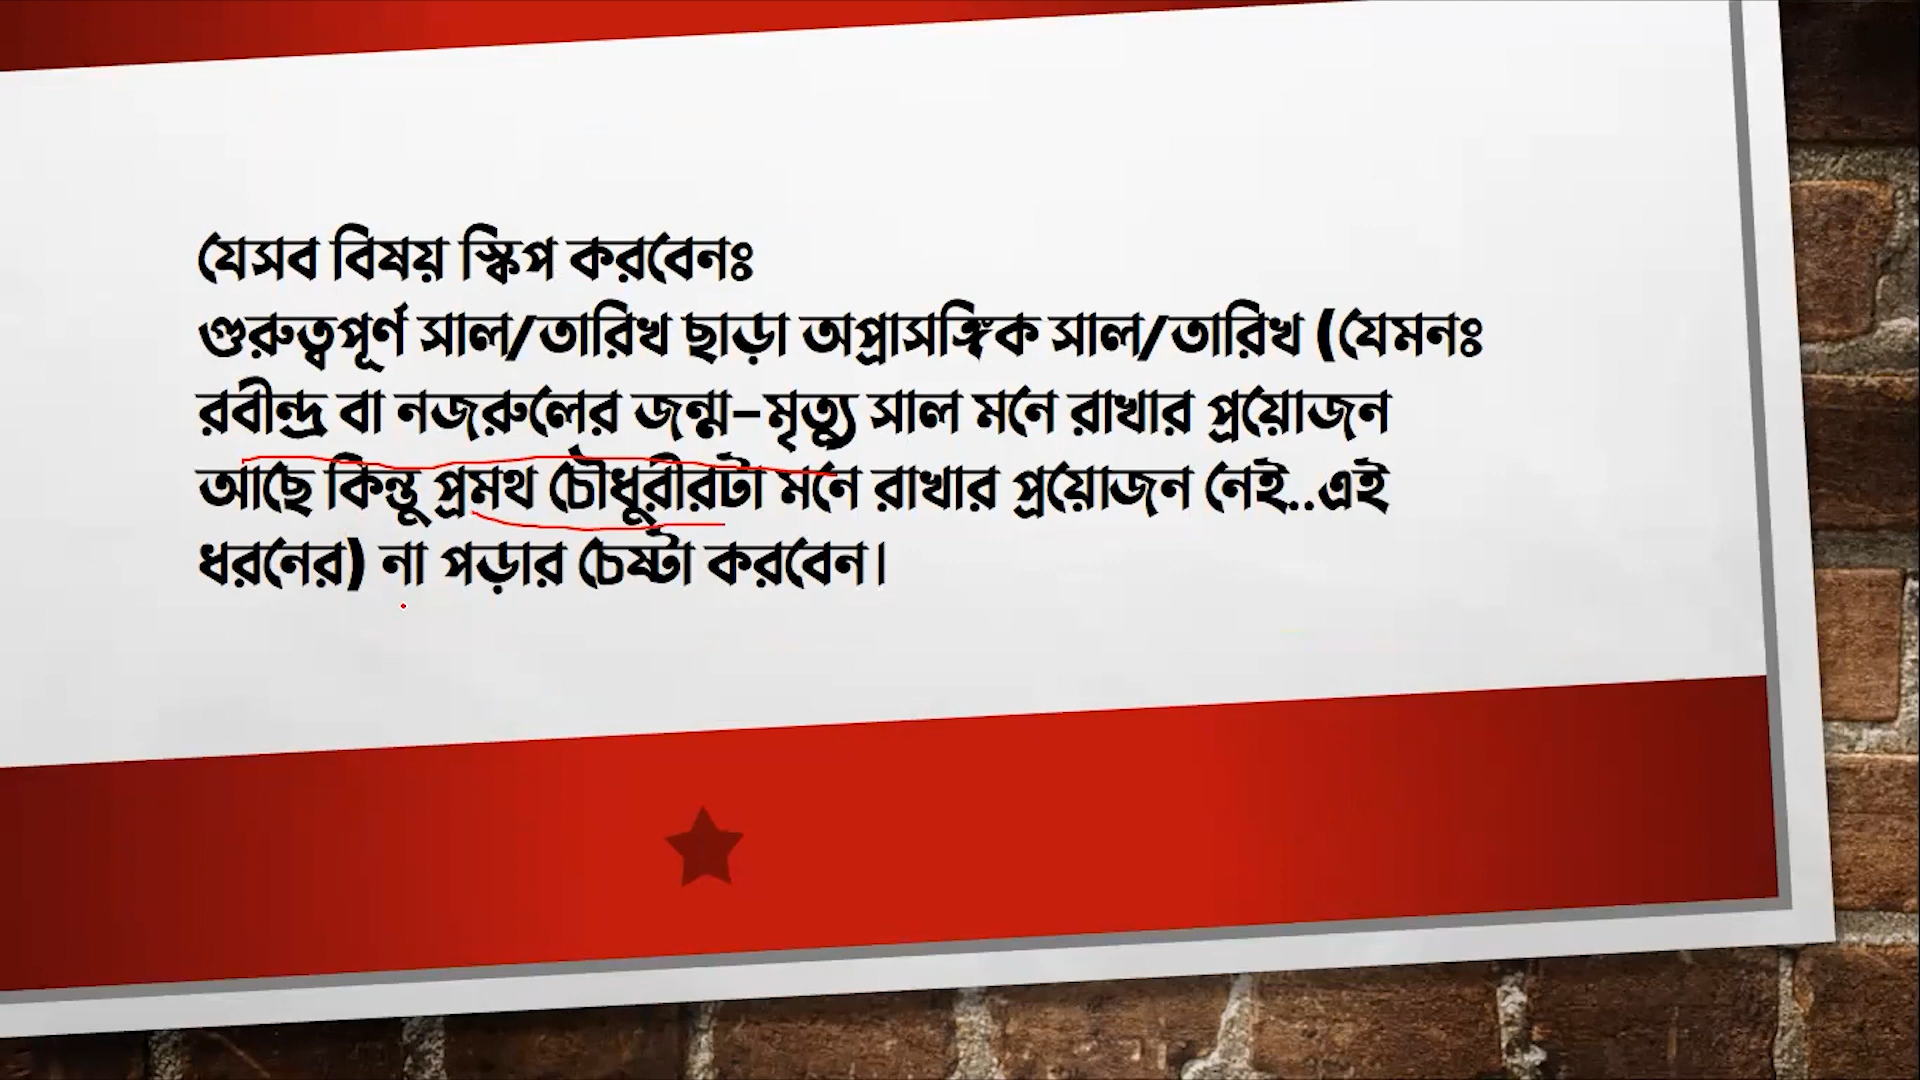 যেসব বিষয় স্কিপ করবেনঃ
গুরুত্বপূর্ণ সাল/তারিখ ছাড়া অপ্রাসঙ্গিক সাল/তারিখ (যেমনঃ
রবীন্দ্র বা নজরুলের জন্ম-মৃত্যু সাল মনে রাখার প্রয়োজন
আছে কিন্তু প্রমথ চৌধুরীরটা মনে রাখার প্রয়োজন নেই..এই
ধরনের) না পড়ার চেষ্টা করবেন।